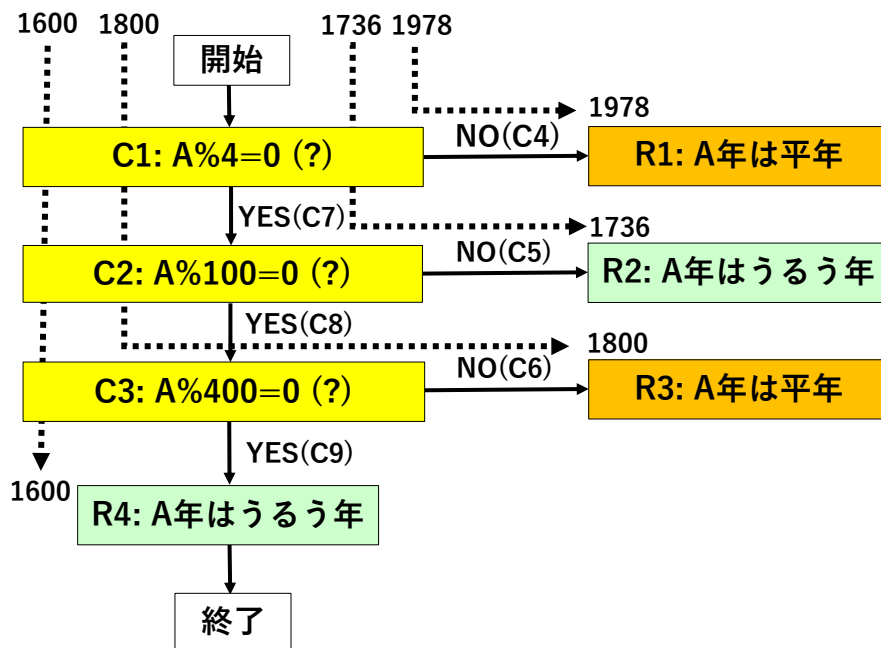 1600
1800
1736
1978
開始
1978
C1: A%4=0 (?)
NO(C4)
R1: A年は平年
YES(C7)
1736
C2: A%100=0 (?)
NO(C5)
R2: A年はうるう年
YES(C8)
1800
C3: A%400=0 (?)
NO(C6)
R3: A年は平年
YES(C9)
1600
R4: A年はうるう年
終了